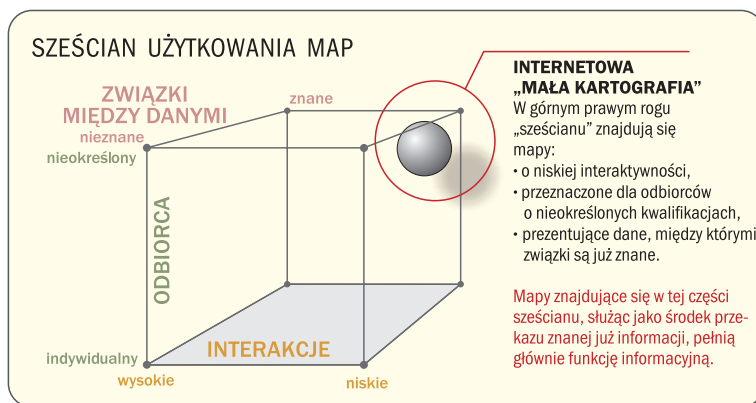 SZEŚCIAN UŻYTKOWANIA MAP
ZWIĄZKI
MIĘDZY DANYMI
nieznane
znane
nieokreślony
ODBIORCA
indywidualny
INTERAKCJE
wysokie
niskie
INTERNETOWA
„MAŁA KARTOGRAFIA”
W górnym prawym rogu
„sześcianu” znajdują się
mapy:
• o niskiej interaktywności,
• przeznaczone dla odbiorców
o nieokreślonych kwalifikacjach,
• prezentujące dane, między którymi
związki są już znane.
Mapy znajdujące się w tej części
sześcianu, służąc jako środek prze-
kazu znanej już informacji, pełnią
głównie funkcję informacyjną.